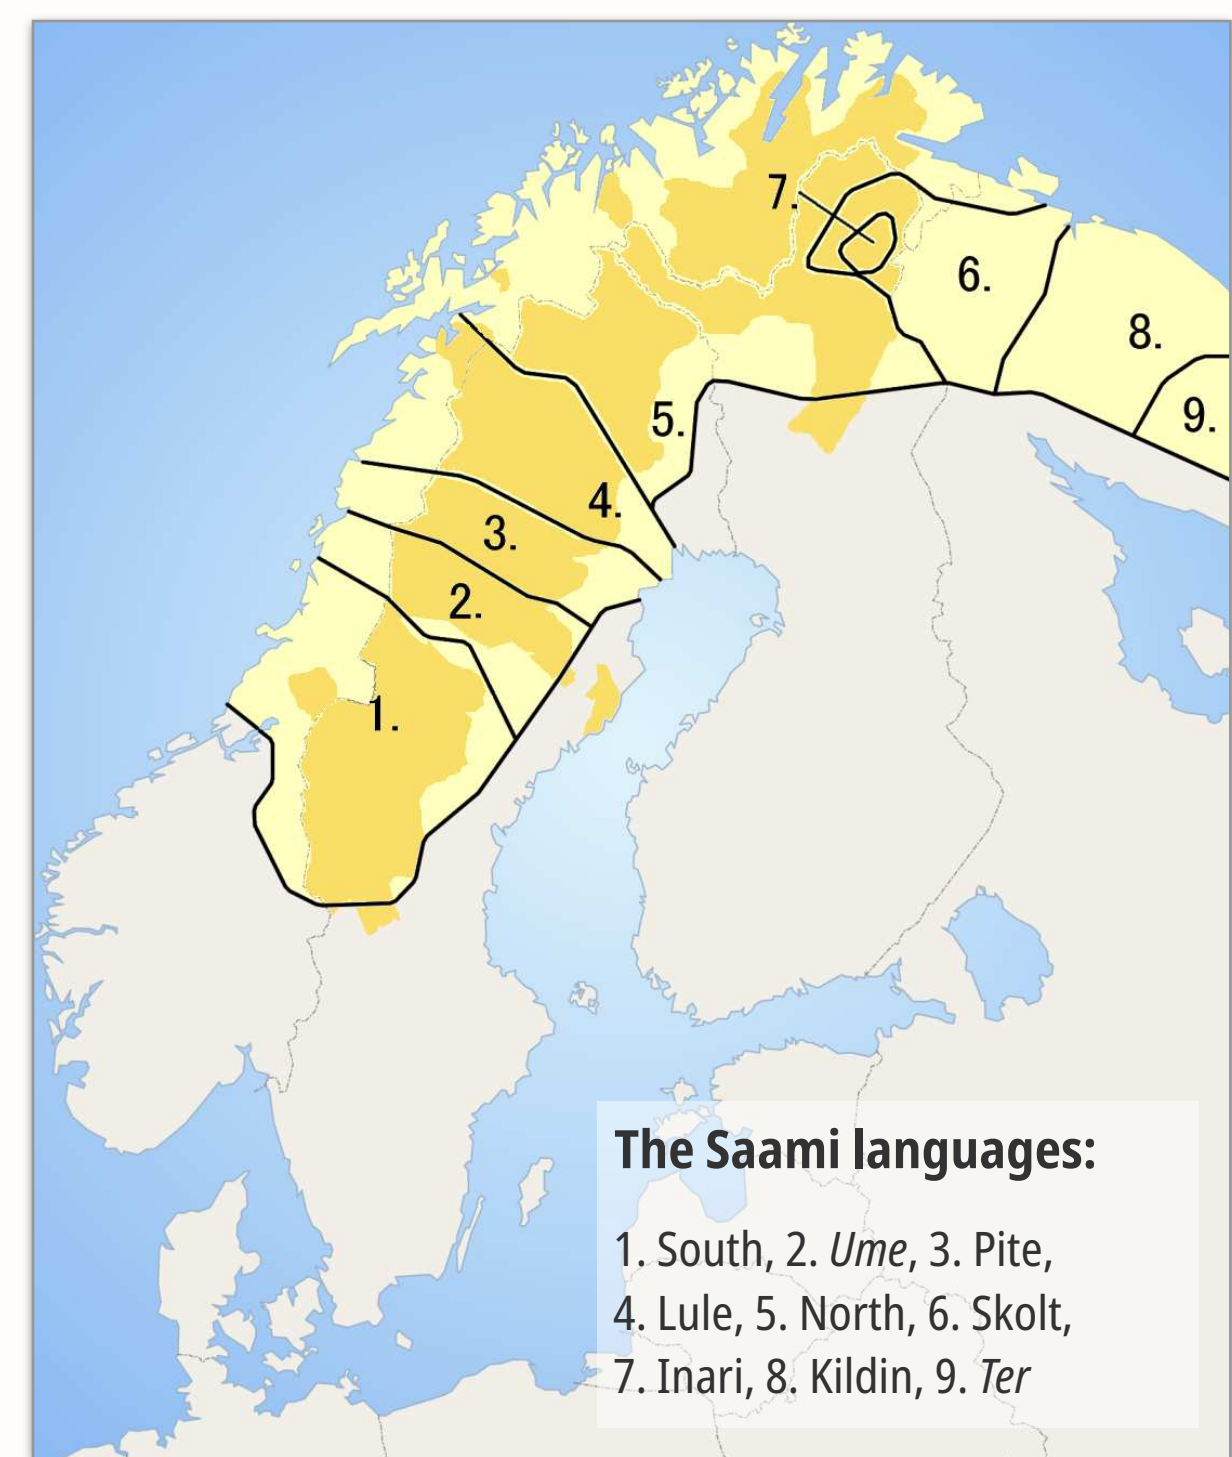 7.
6.
8.
9.
5.
4.
3.
2.
1.
The Saami languages:
1. South, 2. Ume, 3. Pite,
4. Lule, 5. North, 6. Skolt,
7. Inari, 8. Kildin, 9. Ter